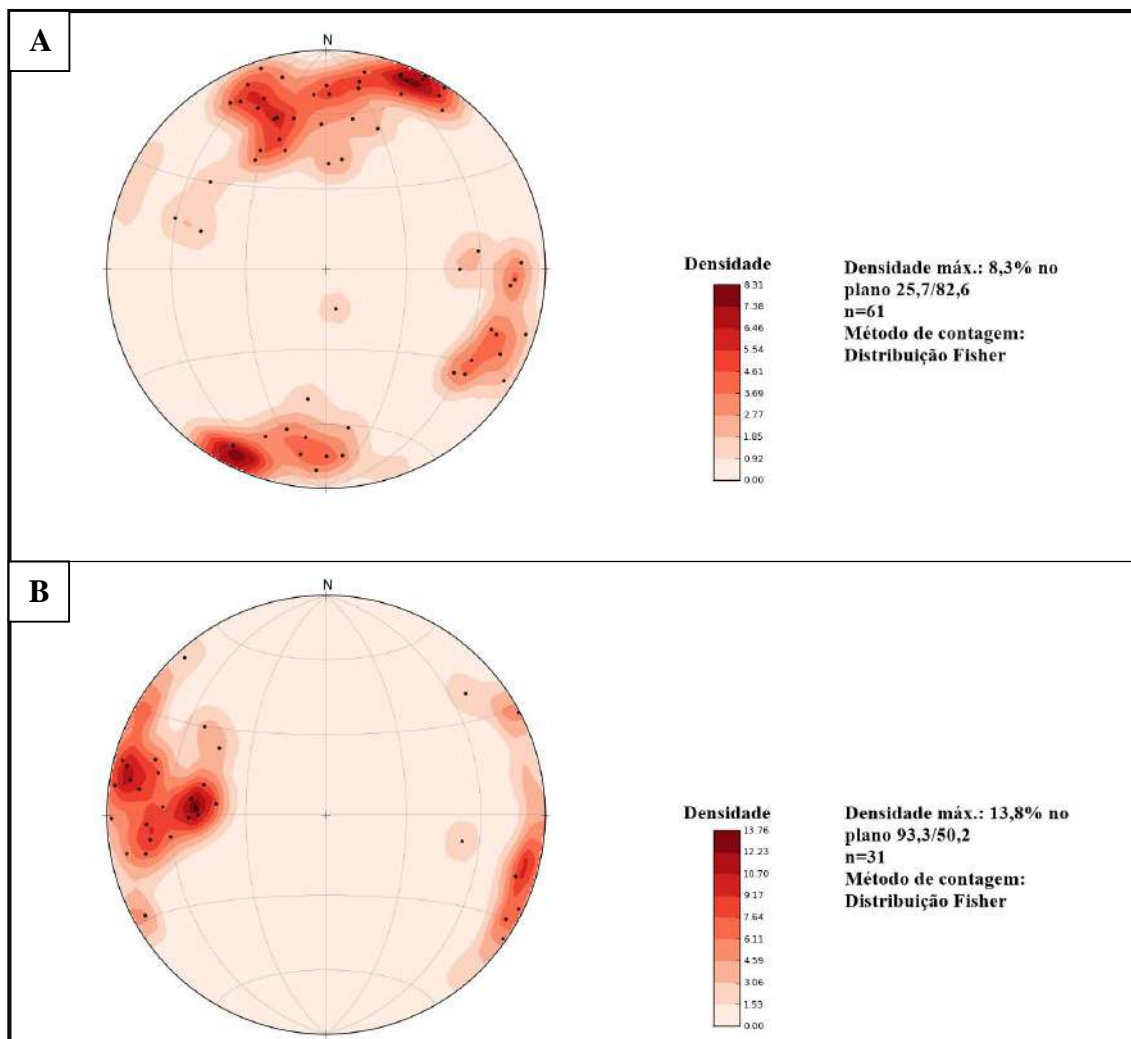 A
N
Densidade
8.31
7.38
6.46
5.54
4.61
3.69
2.77
1.85
0.92
0.00
Densidade máx.: 8,3% no
plano 25,7/82,6
n=61
Método de contagem:
Distribuição Fisher
B
N
Densidade
13.76
12.23
10.70
9.17
7.64
6.11
4.59
3.06
1.53
0.00
Densidade máx.: 13,8% no
plano 93,3/50,2
n=31
Método de contagem:
Distribuição Fisher